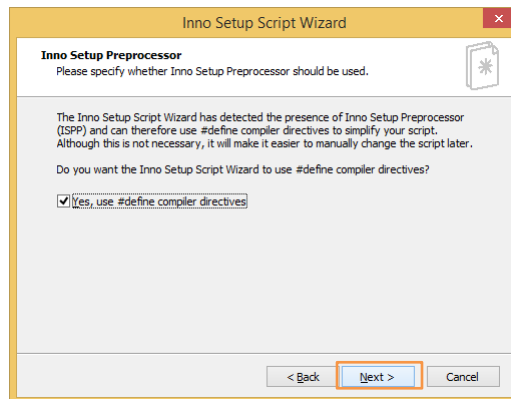 Inno Setup Script Wizard
Inno Setup Preprocessor
Please specify whether Inno Setup Preprocessor should be used.
The Inno Setup Script Wizard has detected the presence of Inno Setup Preprocessor
(ISPP) and can therefore use #define compiler directives to simplify your script.
Although this is not necessary, it will make it easier to manually change the script later.
Do you want the Inno Setup Script Wizard to use #define compiler directives?
Yes, use #define compiler directives
< Back Next > Cancel